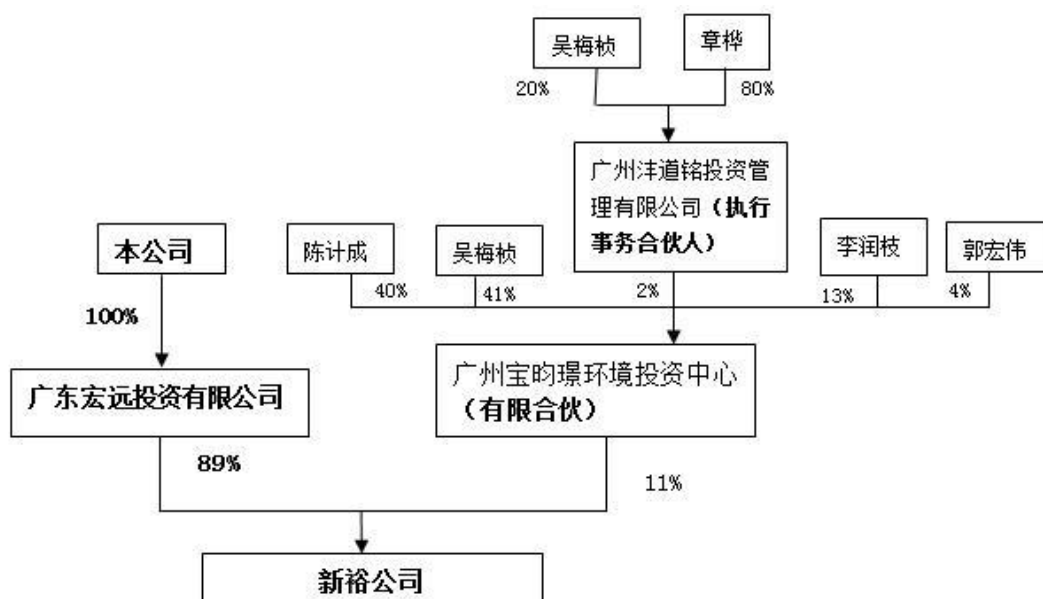 吴梅桢
章桦
20%
80%
广州沣道铭投资管
理有限公司（执行
事务合伙人）
本公司
陈计成
吴梅桢
李润枝
郭宏伟
40%
41%
2%
13%
4%
100%
广东宏远投资有限公司
广州宝昀璟环境投资中心
（有限合伙）
89%
11%
新裕公司